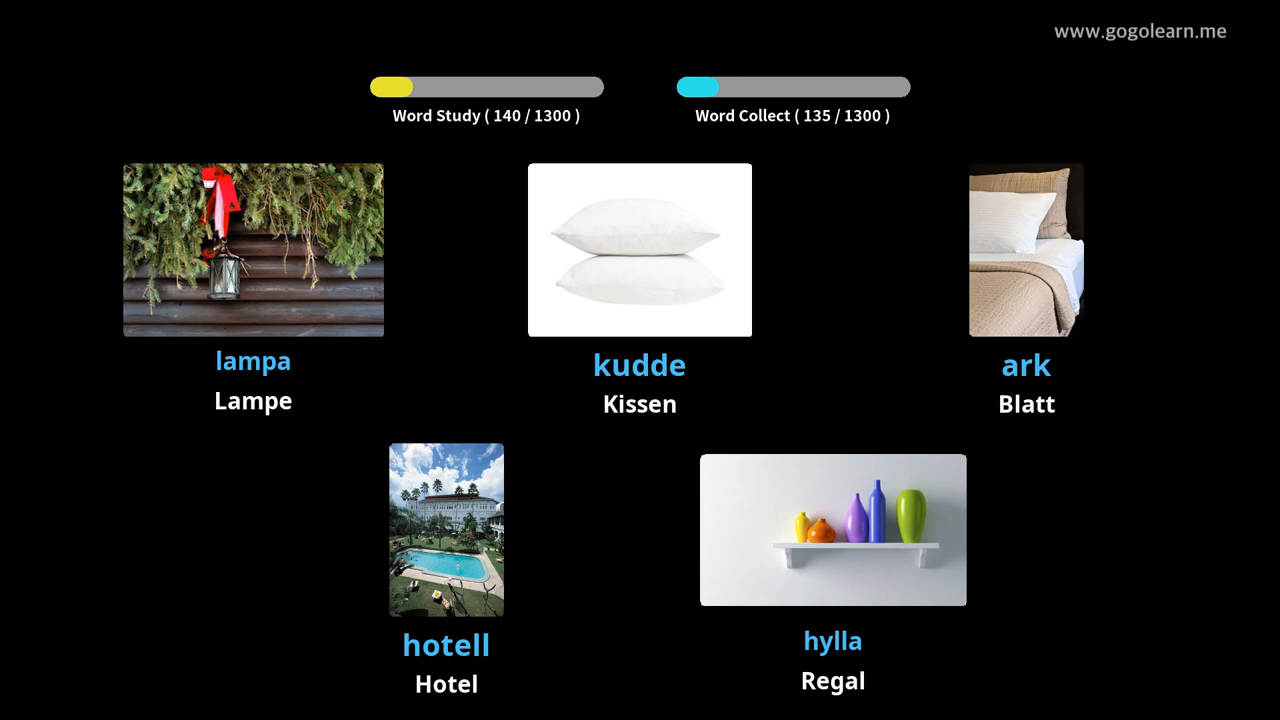 www.gogolearn.me
Word Study ( 140 / 1300 )
Word Collect ( 135 / 1300 )
lampa
Lampe
kudde
Kissen
ark
Blatt
hotell
Hotel
hylla
Regal